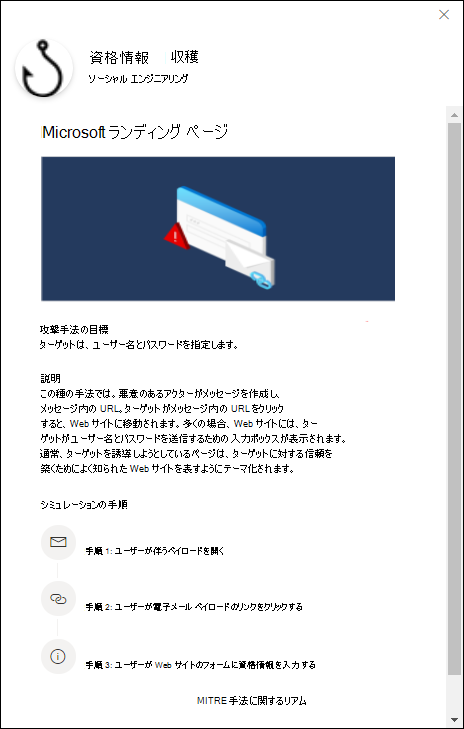 資格情報 収穫
ソーシャル エンジニアリング
Microsoft ランディング ページ
攻撃手法の目標
ターゲットは、ユーザー名とパスワードを指定します。
説明
この種の手法では。悪意のあるアクターがメッセージを作成し、
メッセージ内の URL。ターゲットがメッセージ内の URL をクリック
すると、Web サイトに移動されます。多くの場合、Web サイトには、ター
ゲットがユーザー名とパスワードを送信するための入力ボックスが表示されます。
通常、ターゲットを誘導しようとしているページは、ターゲットに対する信頼を
築くためによく知られた Web サイトを表すようにテーマ化されます。
シミュレーションの手順
手順 1: ユーザーが伴うペイロードを開く
手順 2: ユーザーが電子メール ペイロードのリンクをクリックする
手順 3: ユーザーが Web サイトのフォームに資格情報を入力する
MITRE 手法に関するリアム